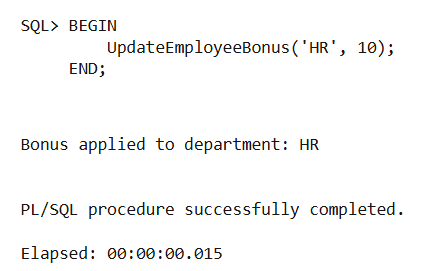 SQL> BEGIN
UpdateEmployeeBonus('HR', 10);
END;
Bonus applied to department: HR
PL/SQL procedure successfully completed.
Elapsed: 00:00:00.015